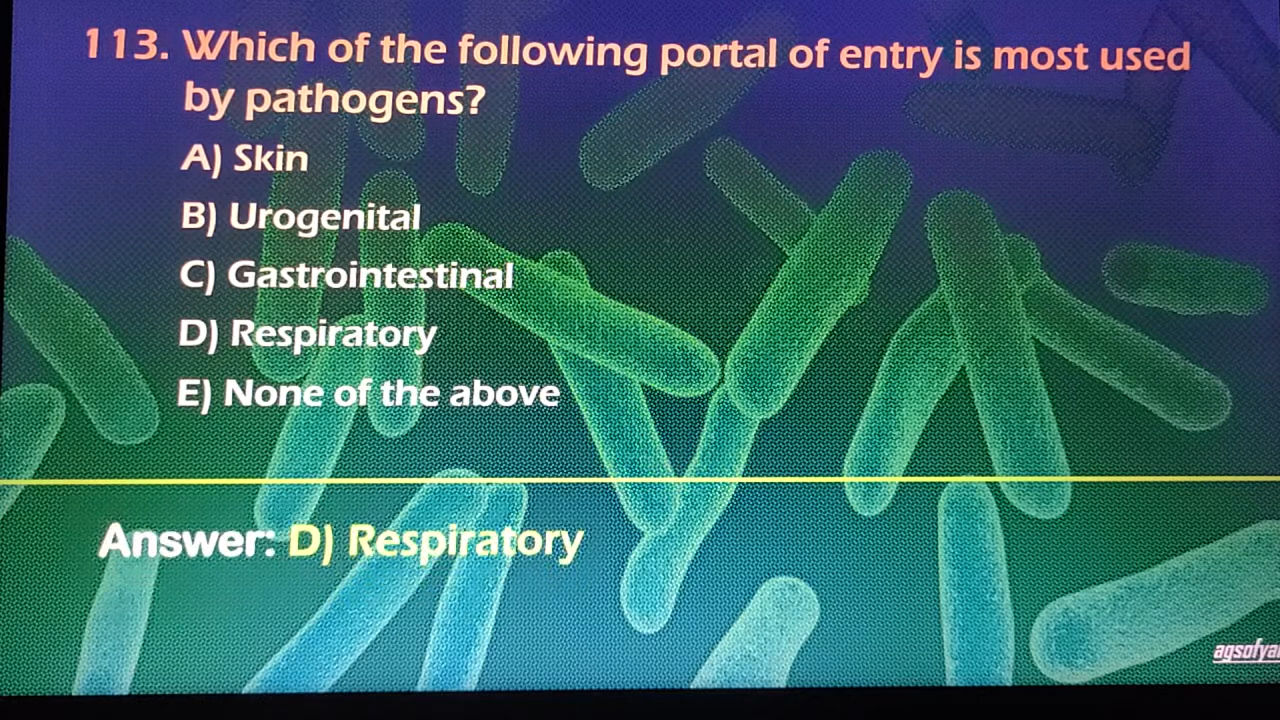 113. Which of the following portal of entry is most used
by pathogens?
A) Skin
B) Urogenital
C) Gastrointestinal
D) Respiratory
E) None of the above
Answer: D) Respiratory